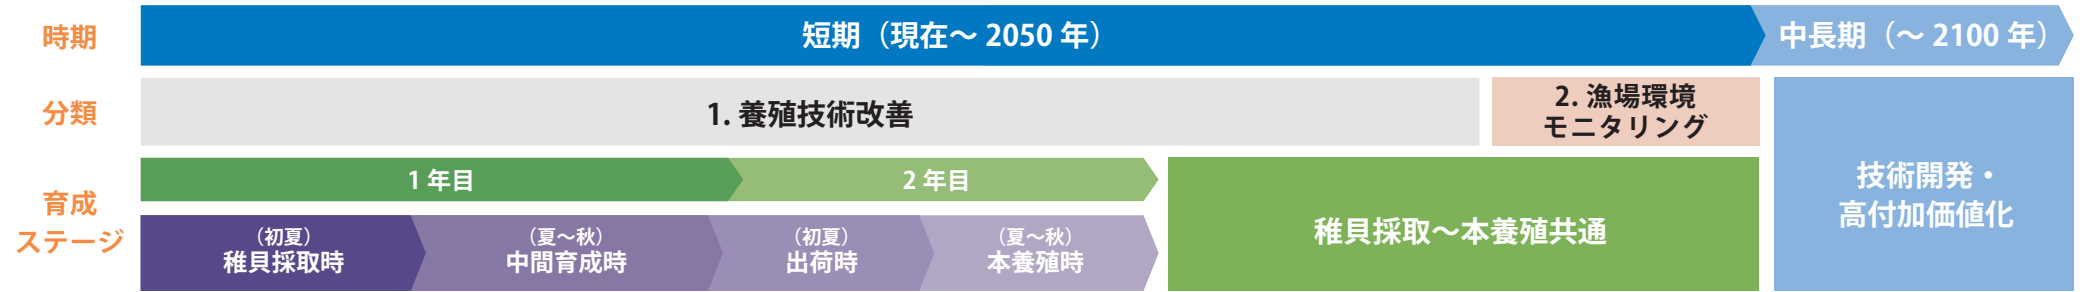 時期
短期（現在～ 2050 年）
中長期（～ 2100 年）
分類
1. 養殖技術改善
2. 漁場環境
モニタリング
育成
ステージ
1 年目
2 年目
（初夏）
稚貝採取時
（夏～秋）
中間育成時
（初夏）
出荷時
（夏～秋）
本養殖時
稚貝採取～本養殖共通
技術開発・
高付加価値化